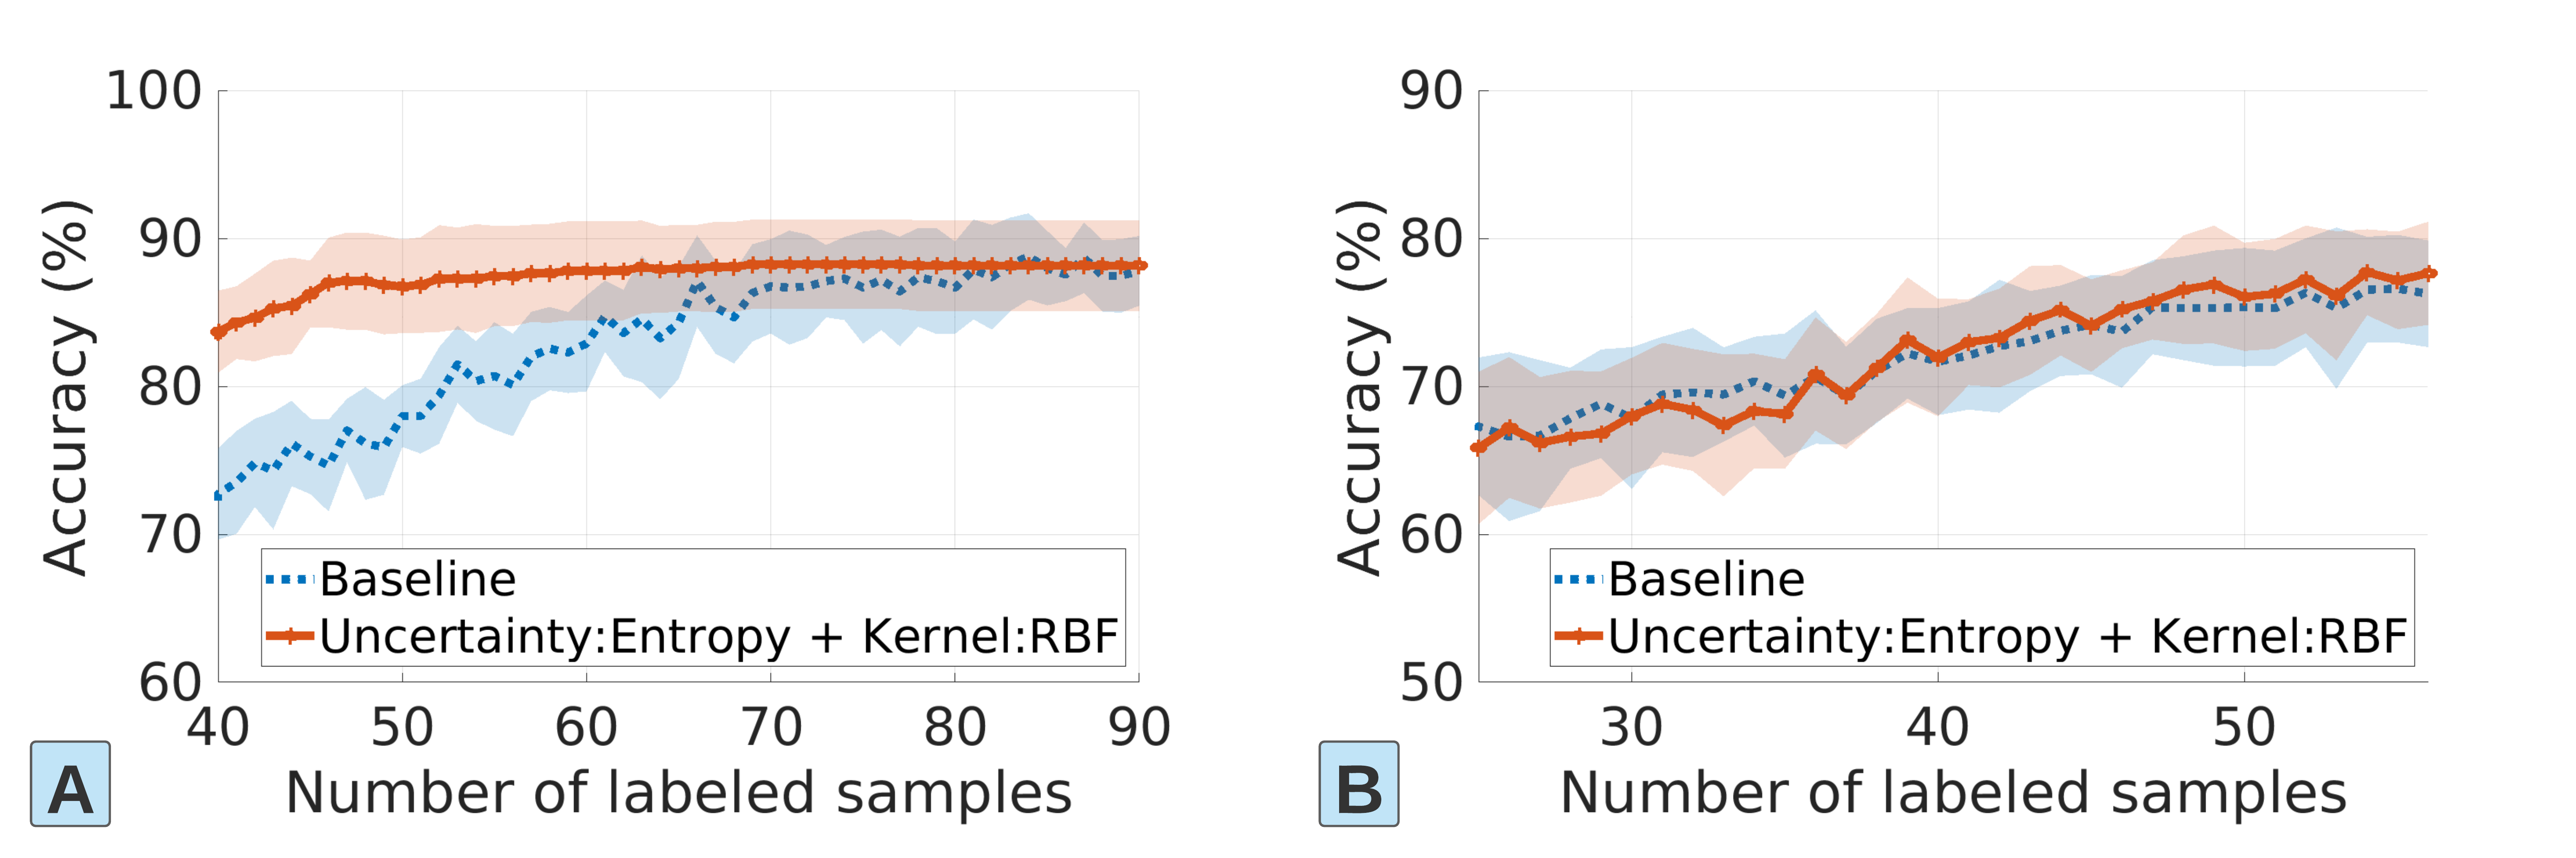 100
90
80
70
60
40 50 60 70 80 90
Accuracy (%)
Number of labeled samples
Baseline
Uncertainty:Entropy + Kernel:RBF
A
90
80
70
60
50
30 40 50
Accuracy (%)
Number of labeled samples
Baseline
Uncertainty:Entropy + Kernel:RBF
B